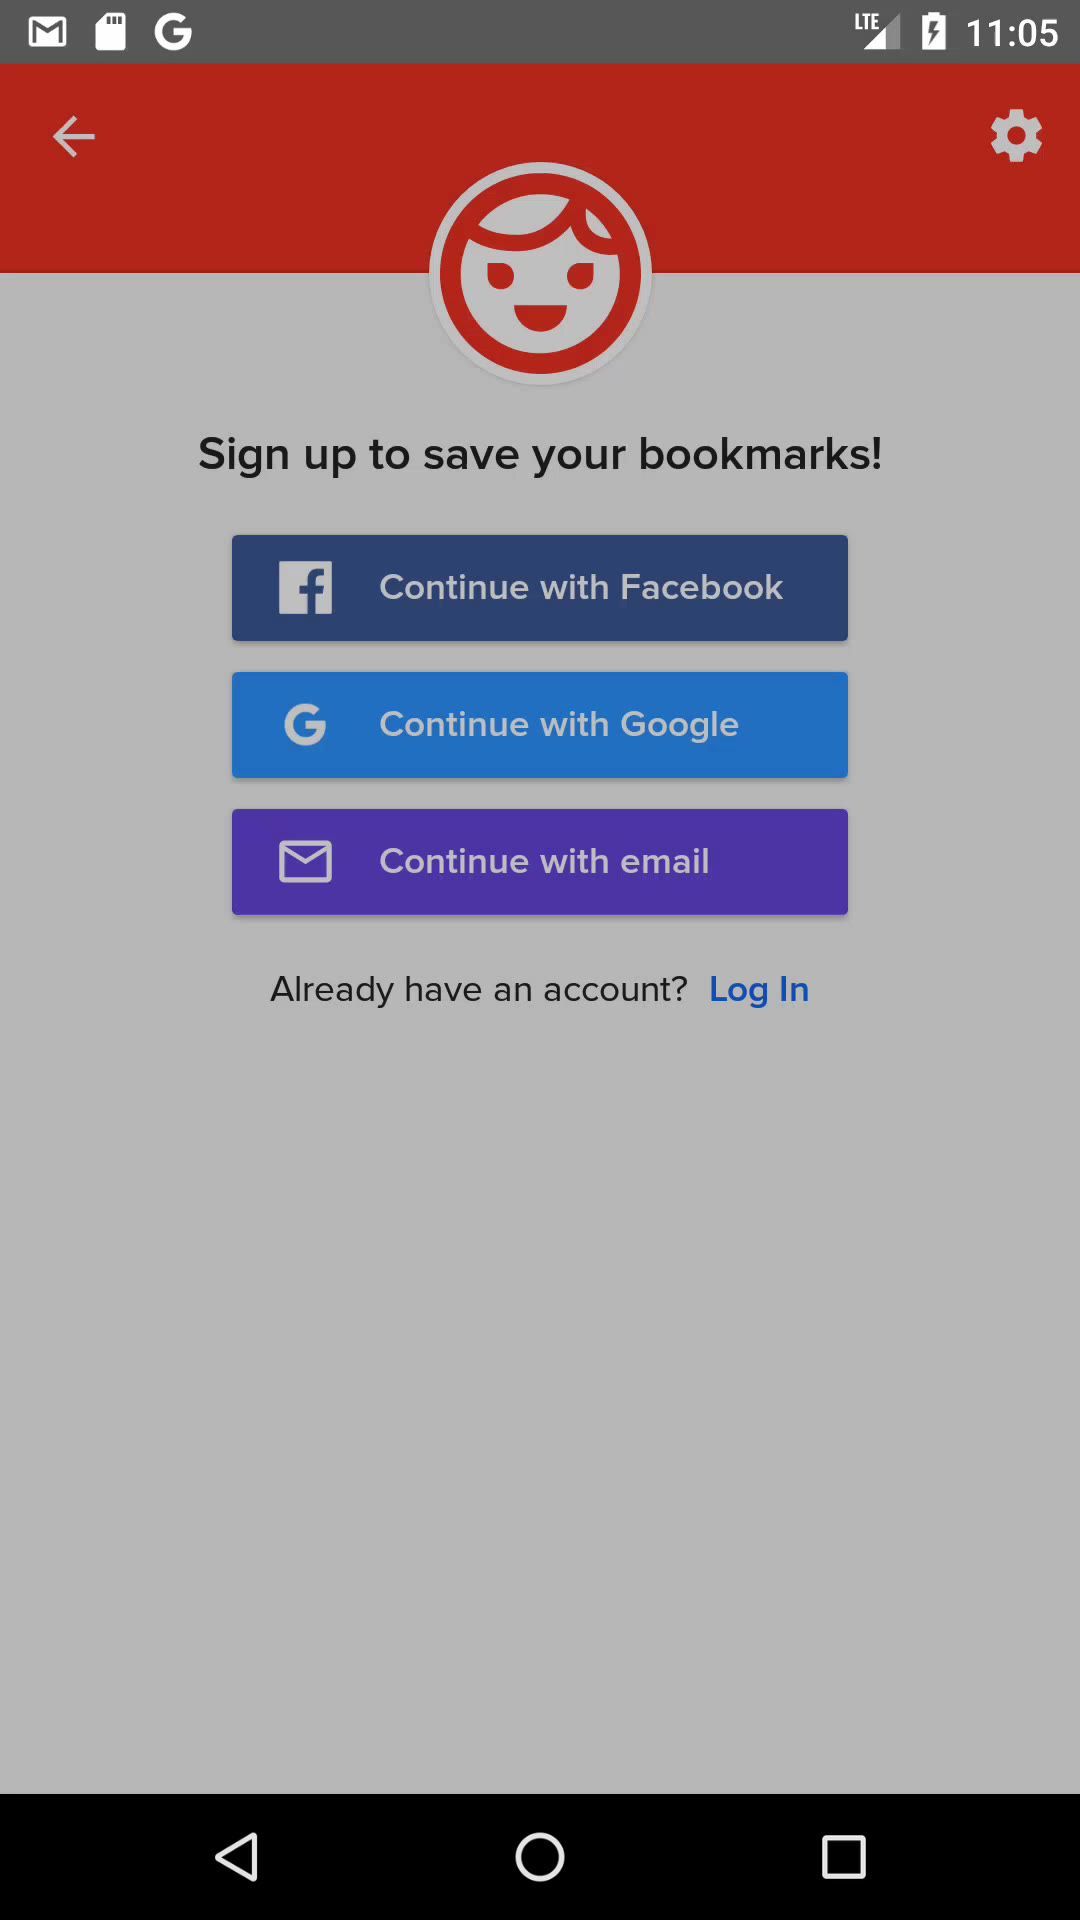 LTE 11:05
Sign up to save your bookmarks!
Continue with Facebook
Continue with Google
Continue with email
Already have an account? Log In